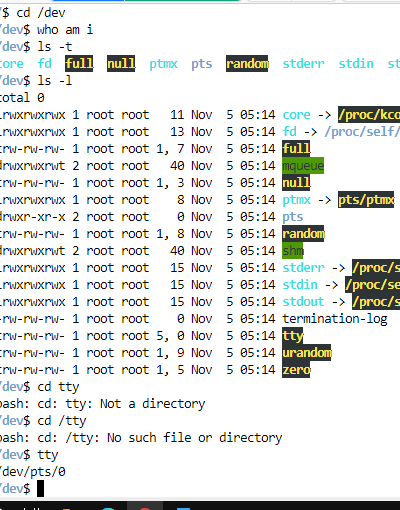 /$ cd /dev
/dev$ who am i
/dev$ ls -t
core fd full null ptmx pts random stderr stdin
/dev$ ls -l
total 0
lrwxrwxrwx 1 root root 11 Nov 5 05:14 core -> /proc/kco
lrwxrwxrwx 1 root root 13 Nov 5 05:14 fd -> /proc/self/
crw-rw-rw- 1 root root 1, 7 Nov 5 05:14 full
drwxrwxrwt 2 root root 40 Nov 5 05:14 mqueue
crw-rw-rw- 1 root root 1, 3 Nov 5 05:14 null
lrwxrwxrwx 1 root root 8 Nov 5 05:14 ptmx -> pts/ptmx
drwxr-xr-x 2 root root 0 Nov 5 05:14 pts
crw-rw-rw- 1 root root 1, 8 Nov 5 05:14 random
drwxrwxrwt 2 root root 40 Nov 5 05:14 shm
lrwxrwxrwx 1 root root 15 Nov 5 05:14 stderr -> /proc/s
lrwxrwxrwx 1 root root 15 Nov 5 05:14 stdin -> /proc/se
lrwxrwxrwx 1 root root 15 Nov 5 05:14 stdout -> /proc/s
-rw-rw-rw- 1 root root 0 Nov 5 05:14 termination-log
crw-rw-rw- 1 root root 5, 0 Nov 5 05:14 tty
crw-rw-rw- 1 root root 1, 9 Nov 5 05:14 urandom
crw-rw-rw- 1 root root 1, 5 Nov 5 05:14 zero
/dev$ cd tty
bash: cd: tty: Not a directory
/dev$ cd /tty
bash: cd: /tty: No such file or directory
/dev$ tty
/dev/pts/0
/dev$